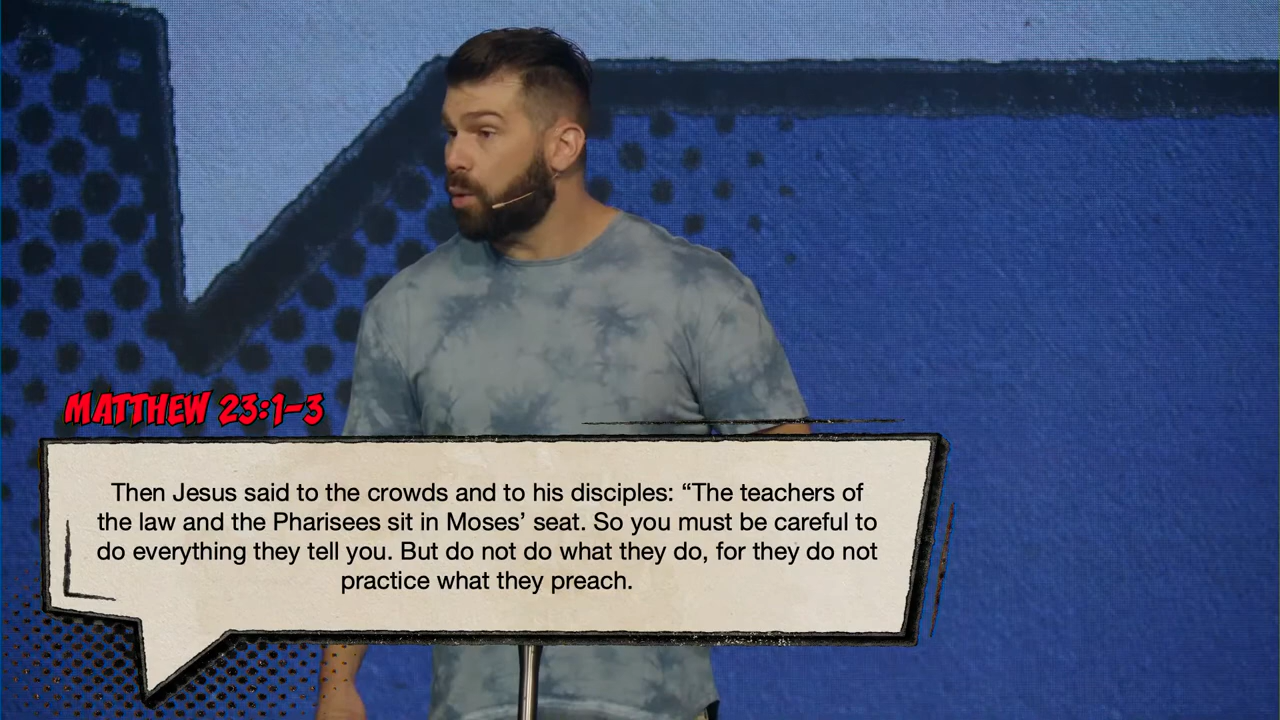 MATTHEW 23:1-3
Then Jesus said to the crowds and to his disciples: “The teachers of
the law and the Pharisees sit in Moses’ seat. So you must be careful to
do everything they tell you. But do not do what they do, for they do not
practice what they preach.